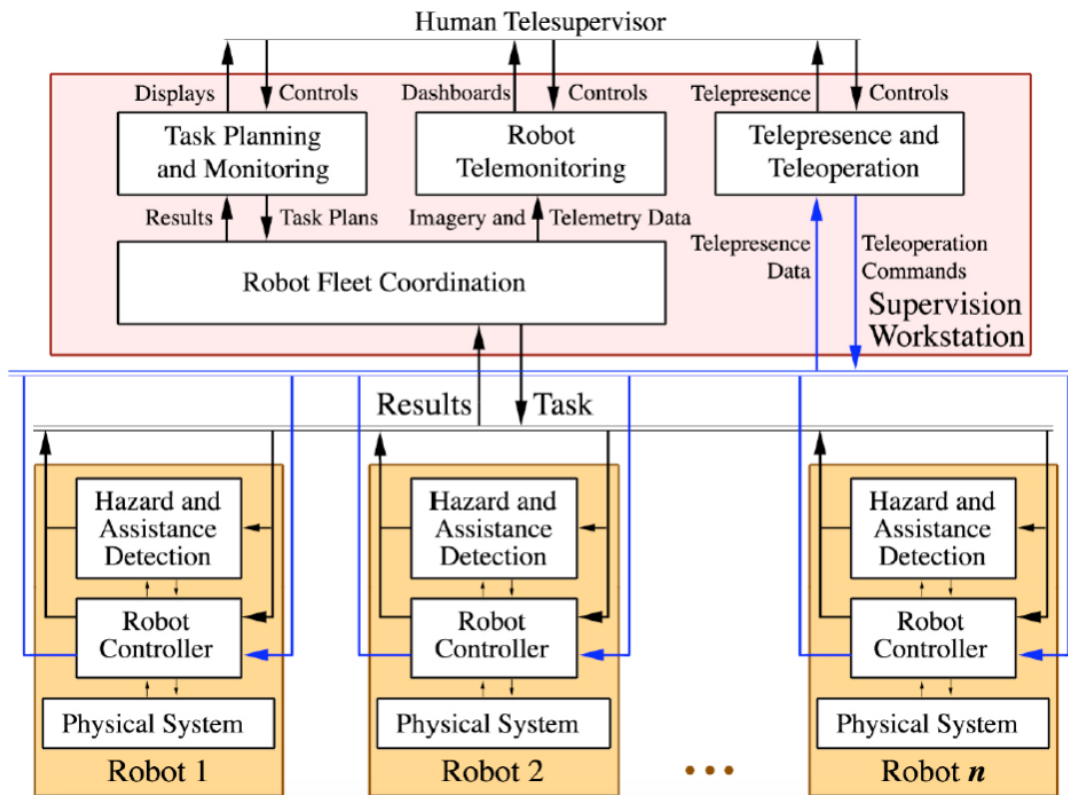 Human Telesupervisor
Displays
Controls
Dashboards
Controls
Telepresence
Controls
Task Planning
and Monitoring
Robot
Telemonitoring
Telepresence and
Teleoperation
Results
Task Plans
Imagery and
Telemetry Data
Telepresence
Data
Teleoperation
Commands
Robot Fleet Coordination
Supervision
Workstation
Results
Task
Hazard and
Assistance
Detection
Robot
Controller
Physical System
Robot 1
Hazard and
Assistance
Detection
Robot
Controller
Physical System
Robot 2
• • •
Hazard and
Assistance
Detection
Robot
Controller
Physical System
Robot n